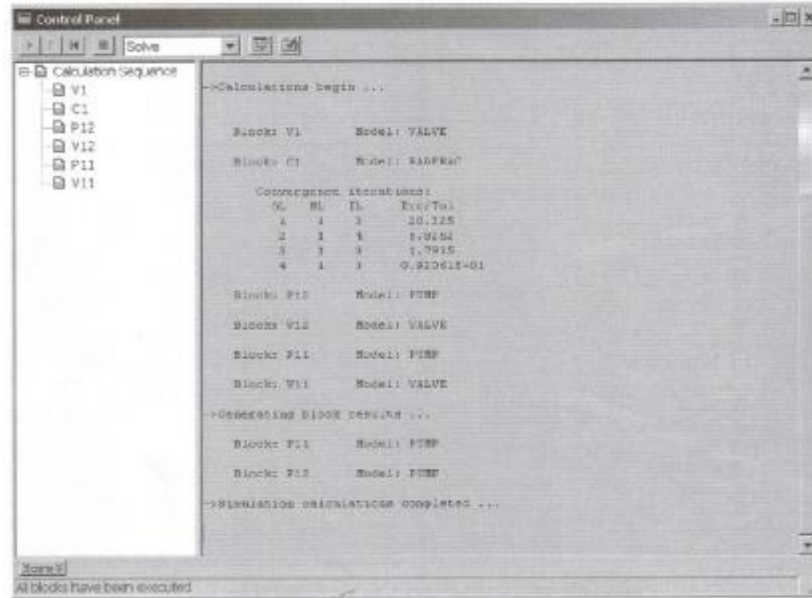 Control Panel
Solve
Calculation Sequence
V1
C1
P12
V12
P11
V11
->Calculations begin ...
Block: V1 Model: VALVE
Block: C1 Model: RADFRAC
Convergence iterations:
OL ML IL Err/Tol
1 1 3
2 1 4
3 1 3 1.7915
4 1 3
Block: P12 Model: PUMP
Block: V12 Model: VALVE
Block: P11 Model: PUMP
Block: V11 Model: VALVE
->Generating block results ...
Block: P11 Model: PUMP
Block: P12 Model: PUMP
->Simulation calculations completed ...
All blocks have been executed